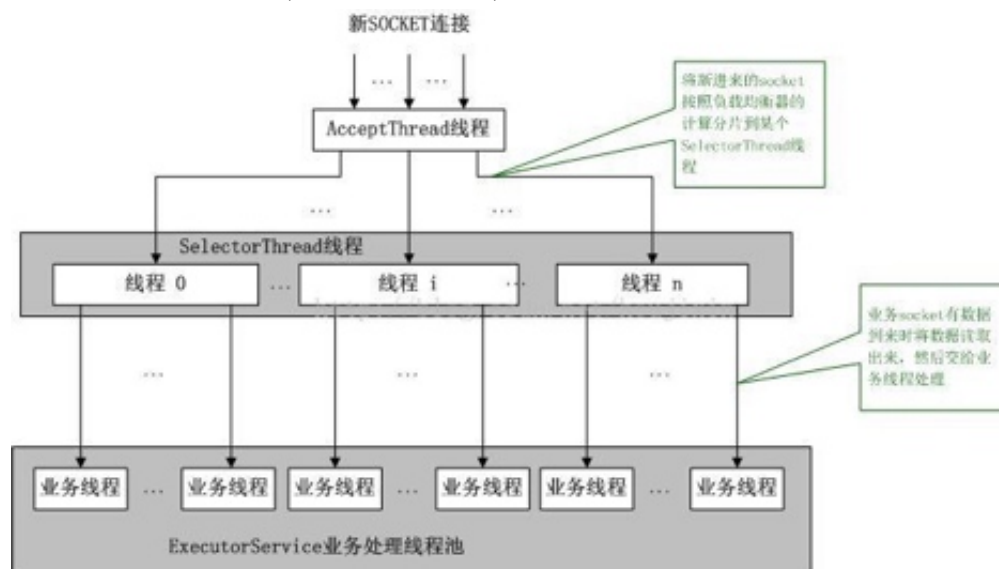 新SOCKET连接
... ...
AcceptThread线程
将新进来的socket
按照负载均衡器的
计算分片到某个
SelectorThread线
程
... ...
SelectorThread线程
线程 0 ... 线程 i ... 线程 n
业务socket有数据
到来时将数据读取
出来，然后交给业
务线程处理
... ... ...
业务线程 ... 业务线程 业务线程 ... 业务线程 业务线程 ... 业务线程
ExecutorService业务处理线程池